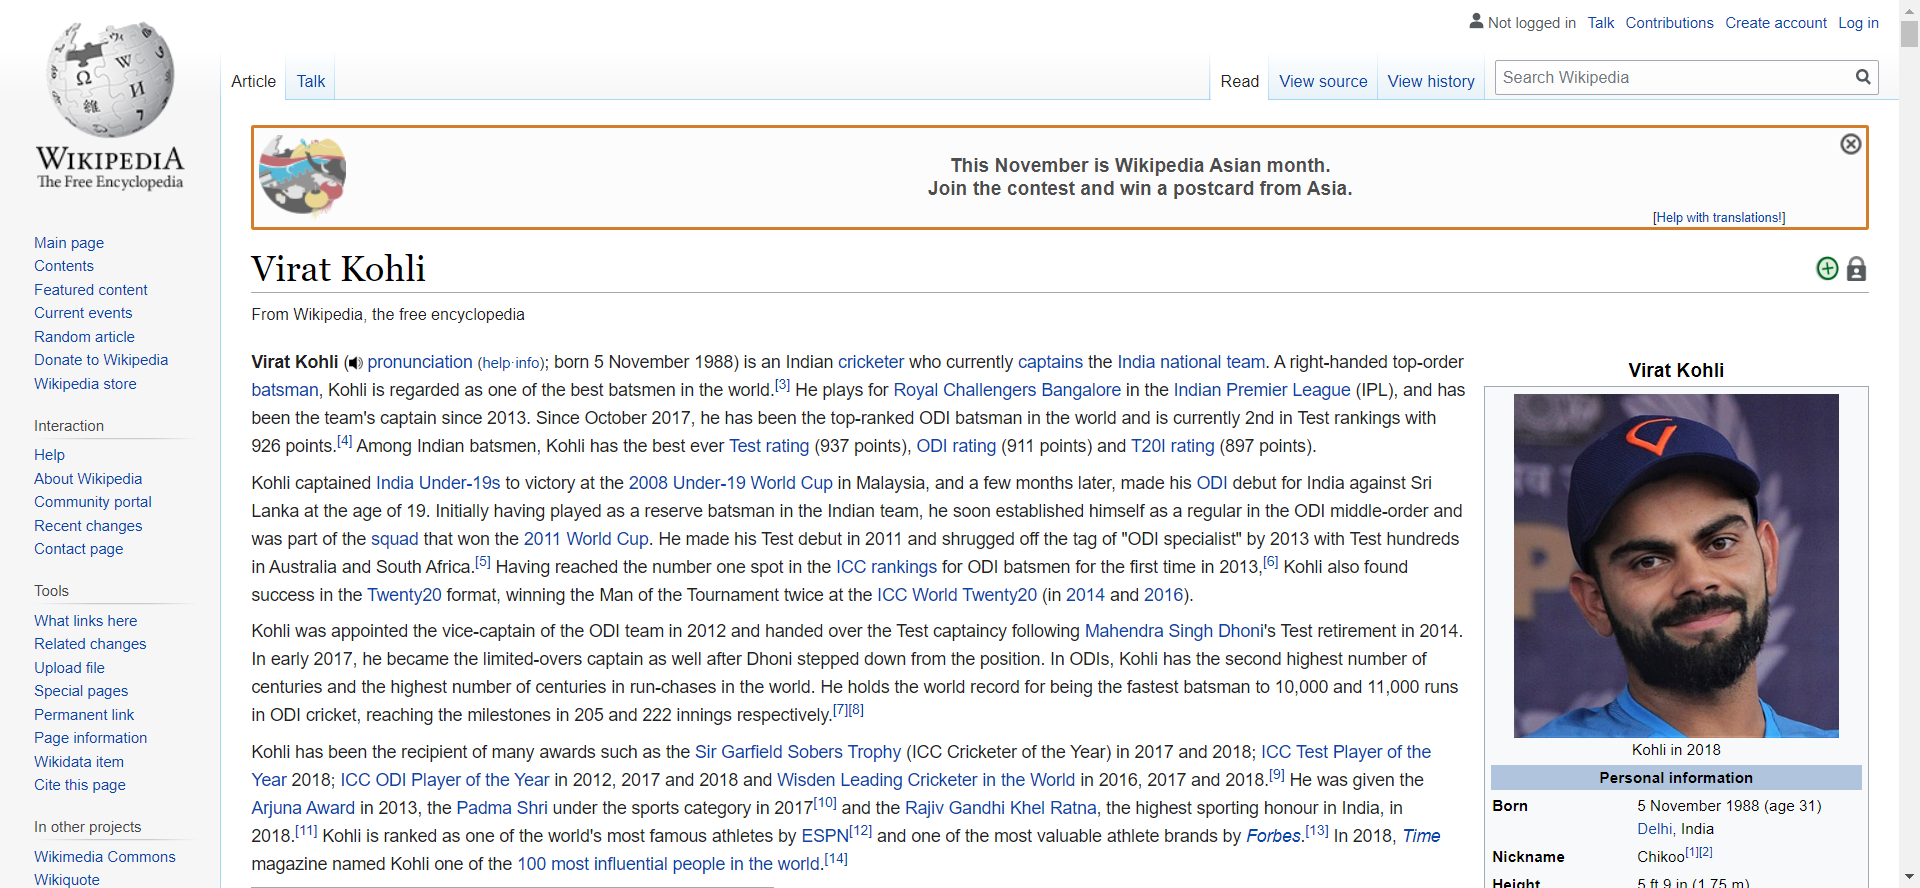 Not logged in Talk Contributions Create account Log in
Article Talk Read View source View history Search Wikipedia
WIKIPEDIA
The Free Encyclopedia
Main page
Contents
Featured content
Current events
Random article
Donate to Wikipedia
Wikipedia store
Interaction
Help
About Wikipedia
Community portal
Recent changes
Contact page
Tools
What links here
Related changes
Upload file
Special pages
Permanent link
Page information
Wikidata item
Cite this page
In other projects
Wikimedia Commons
Wikiquote
This November is Wikipedia Asian month.
Join the contest and win a postcard from Asia.
[Help with translations!]
Virat Kohli
From Wikipedia, the free encyclopedia
Virat Kohli ( pronunciation (help·info); born 5 November 1988) is an Indian cricketer who currently captains the India national team. A right-handed top-order
batsman, Kohli is regarded as one of the best batsmen in the world.[3] He plays for Royal Challengers Bangalore in the Indian Premier League (IPL), and has
been the team's captain since 2013. Since October 2017, he has been the top-ranked ODI batsman in the world and is currently 2nd in Test rankings with
926 points.[4] Among Indian batsmen, Kohli has the best ever Test rating (937 points), ODI rating (911 points) and T20I rating (897 points).
Kohli captained India Under-19s to victory at the 2008 Under-19 World Cup in Malaysia, and a few months later, made his ODI debut for India against Sri
Lanka at the age of 19. Initially having played as a reserve batsman in the Indian team, he soon established himself as a regular in the ODI middle-order and
was part of the squad that won the 2011 World Cup. He made his Test debut in 2011 and shrugged off the tag of "ODI specialist" by 2013 with Test hundreds
in Australia and South Africa.[5] Having reached the number one spot in the ICC rankings for ODI batsmen for the first time in 2013,[6] Kohli also found
success in the Twenty20 format, winning the Man of the Tournament twice at the ICC World Twenty20 (in 2014 and 2016).
Kohli was appointed the vice-captain of the ODI team in 2012 and handed over the Test captaincy following Mahendra Singh Dhoni's Test retirement in 2014.
In early 2017, he became the limited-overs captain as well after Dhoni stepped down from the position. In ODIs, Kohli has the second highest number of
centuries and the highest number of centuries in run-chases in the world. He holds the world record for being the fastest batsman to 10,000 and 11,000 runs
in ODI cricket, reaching the milestones in 205 and 222 innings respectively.[7][8]
Kohli has been the recipient of many awards such as the Sir Garfield Sobers Trophy (ICC Cricketer of the Year) in 2017 and 2018; ICC Test Player of the
Year 2018; ICC ODI Player of the Year in 2012, 2017 and 2018 and Wisden Leading Cricketer in the World in 2016, 2017 and 2018.[9] He was given the
Arjuna Award in 2013, the Padma Shri under the sports category in 2017[10] and the Rajiv Gandhi Khel Ratna, the highest sporting honour in India, in
2018.[11] Kohli is ranked as one of the world's most famous athletes by ESPN[12] and one of the most valuable athlete brands by Forbes.[13] In 2018, Time
magazine named Kohli one of the 100 most influential people in the world.[14]
Virat Kohli
Kohli in 2018
Personal information
Born 5 November 1988 (age 31)
Delhi, India
Nickname Chikoo[1][2]
Height 5 ft 9 in (1.75 m)